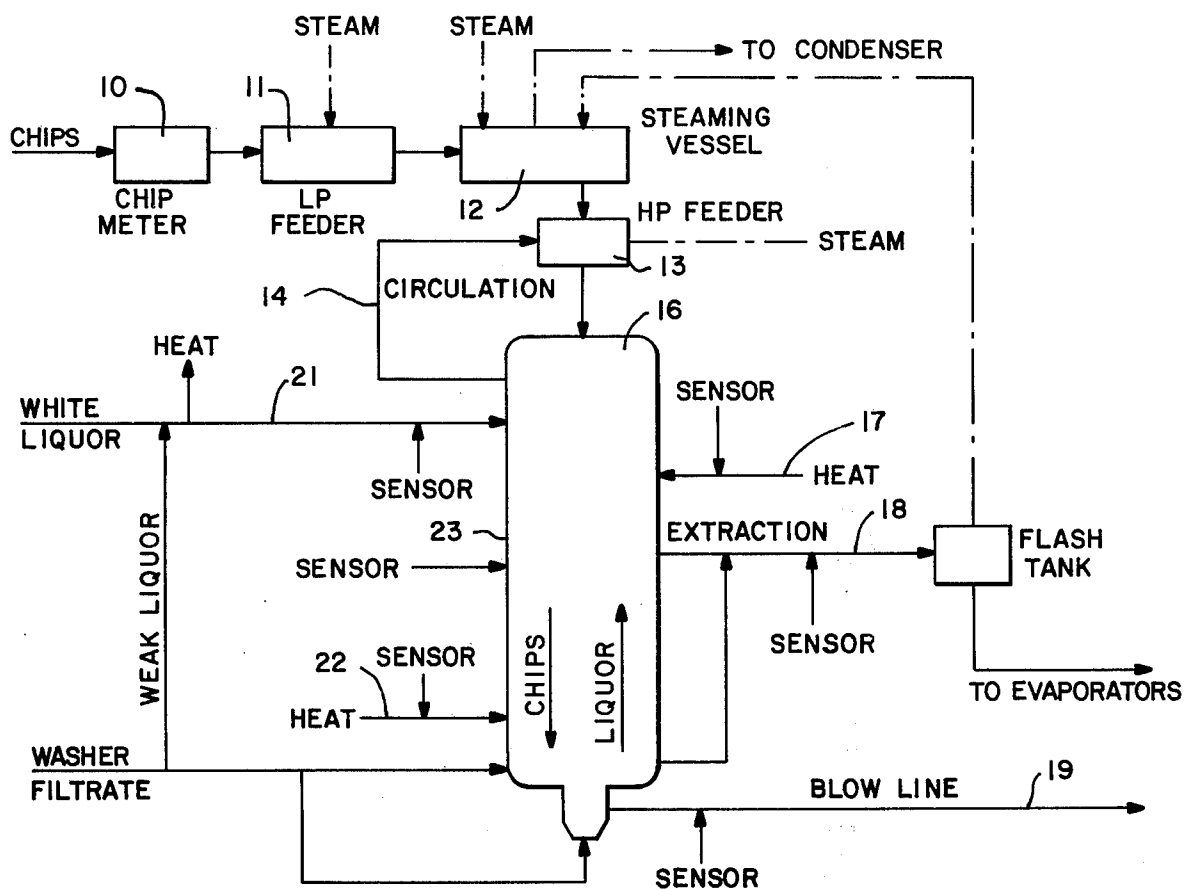 STEAM
STEAM
TO CONDENSER
10
11
CHIPS
STEAMING
VESSEL
CHIP
METER
LP
FEEDER
12
HP FEEDER
STEAM
13
14
CIRCULATION
16
HEAT
21
SENSOR
WHITE
LIQUOR
17
HEAT
SENSOR
WEAK LIQUOR
23
EXTRACTION
18
FLASH
TANK
SENSOR
SENSOR
CHIPS
LIQUOR
22
SENSOR
HEAT
TO EVAPORATORS
WASHER
FILTRATE
BLOW LINE
19
SENSOR